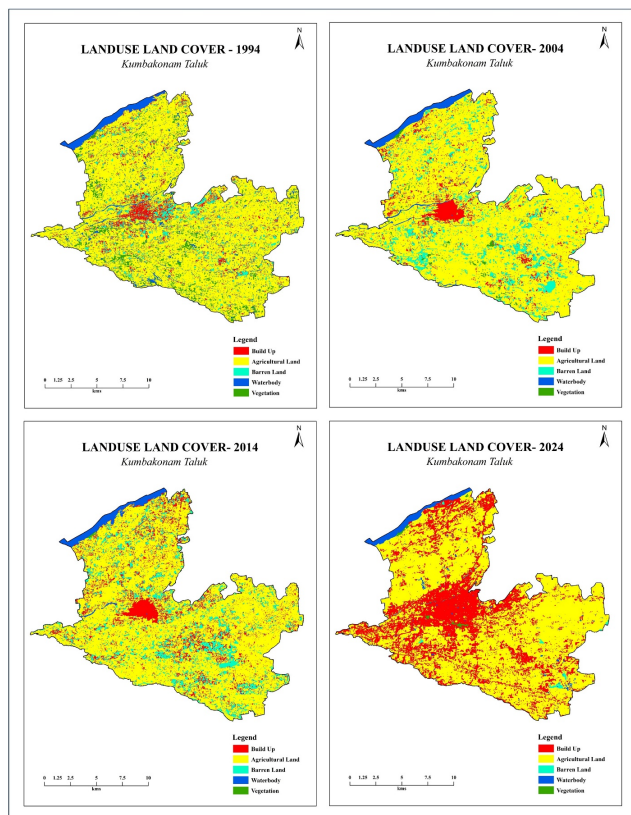 N
LANDUSE LAND COVER - 1994
Kumbakonam Taluk
Legend
Build Up
Agricultural Land
Barren Land
Waterbody
Vegetation
0 1.25 2.5 5 7.5 10
kms
N
LANDUSE LAND COVER- 2004
Kumbakonam Taluk
Legend
Build Up
Agricultural Land
Barren Land
Waterbody
Vegetation
0 1.25 2.5 5 7.5 10
kms
N
LANDUSE LAND COVER- 2014
Kumbakonam Taluk
Legend
Build Up
Agricultural Land
Barren Land
Waterbody
Vegetation
0 1.25 2.5 5 7.5 10
kms
N
LANDUSE LAND COVER- 2024
Kumbakonam Taluk
Legend
Build Up
Agricultural Land
Barren Land
Waterbody
Vegetation
0 1.25 2.5 5 7.5 10
kms